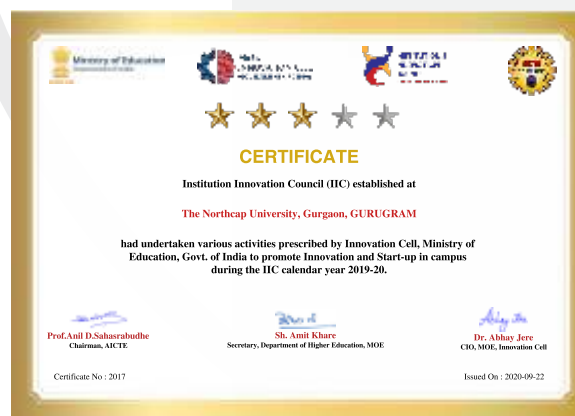 Ministry of Education
CERTIFICATE
Institution Innovation Council (IIC) established at
The Northcap University, Gurgaon, GURUGRAM
had undertaken various activities prescribed by Innovation Cell, Ministry of
Education, Govt. of India to promote Innovation and Start-up in campus
during the IIC calendar year 2019-20.
Prof.Anil D.Sahasrabudhe
Chairman, AICTE
Sh. Amit Khare
Secretary, Department of Higher Education, MOE
Dr. Abhay Jere
CIO, MOE, Innovation Cell
Certificate No : 2017
Issued On : 2020-09-22